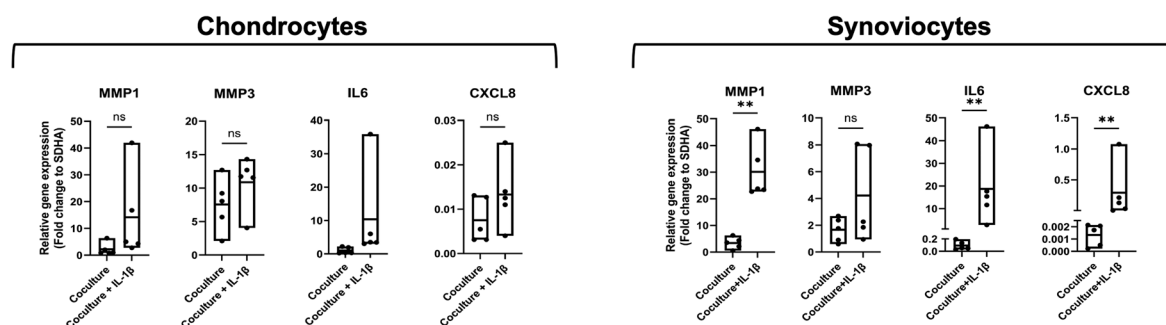 Chondrocytes
Synoviocytes
MMP1
MMP3
IL6
CXCL8
MMP1
MMP3
IL6
CXCL8
Relative gene expression
(Fold change to SDHA)
50
40
30
20
10
0
ns
Coculture
Coculture + IL-1β
20
15
10
5
0
ns
Coculture
Coculture + IL-1β
40
30
20
10
0
Coculture
Coculture + IL-1β
0.03
0.02
0.01
0.00
ns
Coculture
Coculture + IL-1β
Relative gene expression
(Fold change to SDHA)
50
40
30
20
10
0
**
Coculture
Coculture+IL-1β
10
8
6
4
2
0
ns
Coculture
Coculture+IL-1β
50
40
30
20
10
0.2
0.0
**
Coculture
Coculture+IL-1β
1.5
1.0
0.5
0.002
0.001
0.000
**
Coculture
Coculture+IL-1β